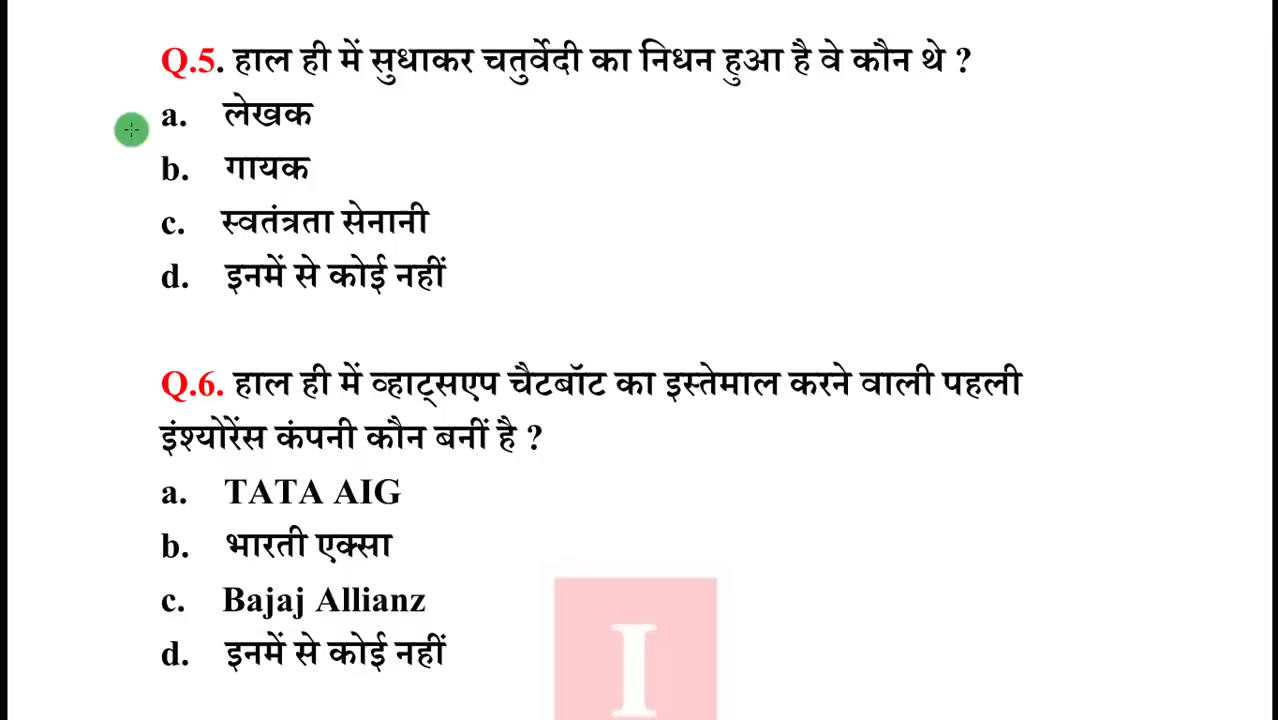 Q.5. हाल ही में सुधाकर चतुर्वेदी का निधन हुआ है वे कौन थे ?
a. लेखक
b. गायक
c. स्वतंत्रता सेनानी
d. इनमें से कोई नहीं
Q.6. हाल ही में व्हाट्सएप चैटबॉट का इस्तेमाल करने वाली पहली
इंश्योरेंस कंपनी कौन बनीं है ?
a. TATA AIG
b. भारती एक्सा
c. Bajaj Allianz
d. इनमें से कोई नहीं
I